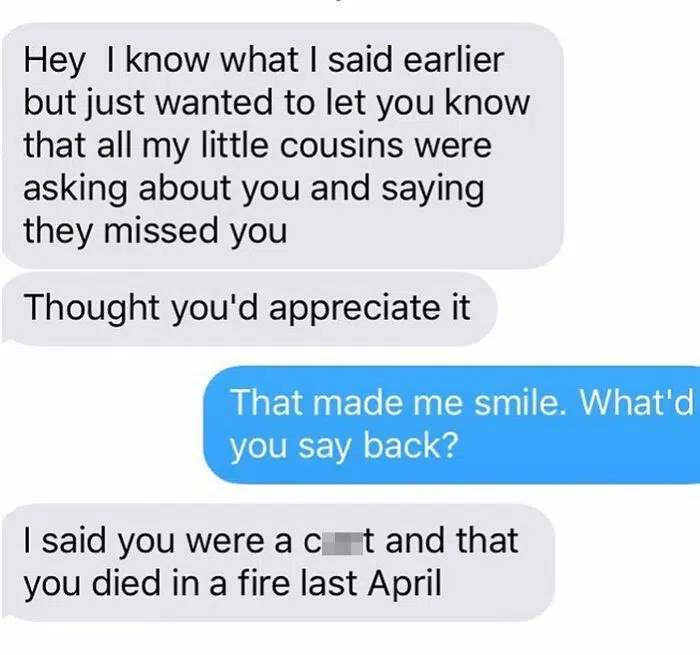 Hey  I know what I said earlier
but just wanted to let you know
that all my little cousins were
asking about you and saying
they missed you
Thought you'd appreciate it
That made me smile. What'd
you say back?
I said you were a c t and that
you died in a fire last April